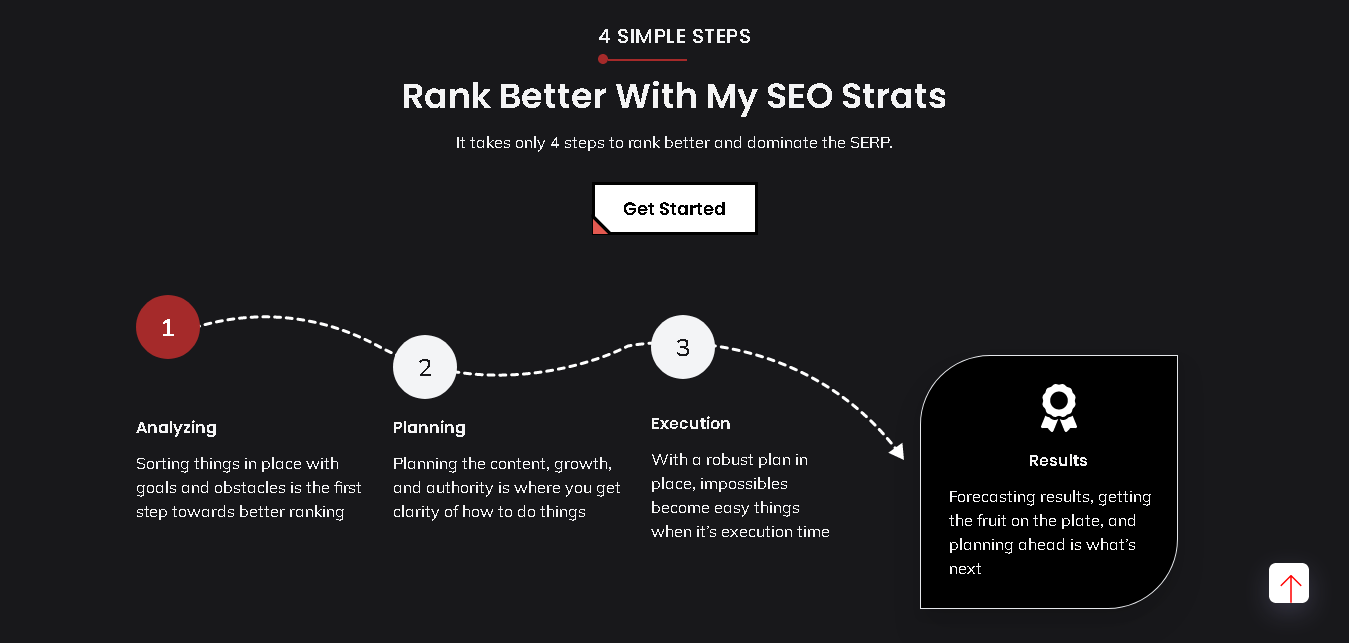 4 SIMPLE STEPS
Rank Better With My SEO Strats
It takes only 4 steps to rank better and dominate the SERP.
Get Started
1
Analyzing
Sorting things in place with
goals and obstacles is the first
step towards better ranking
2
Planning
Planning the content, growth,
and authority is where you get
clarity of how to do things
3
Execution
With a robust plan in
place, impossibles
become easy things
when it’s execution time
Results
Forecasting results, getting
the fruit on the plate, and
planning ahead is what’s
next